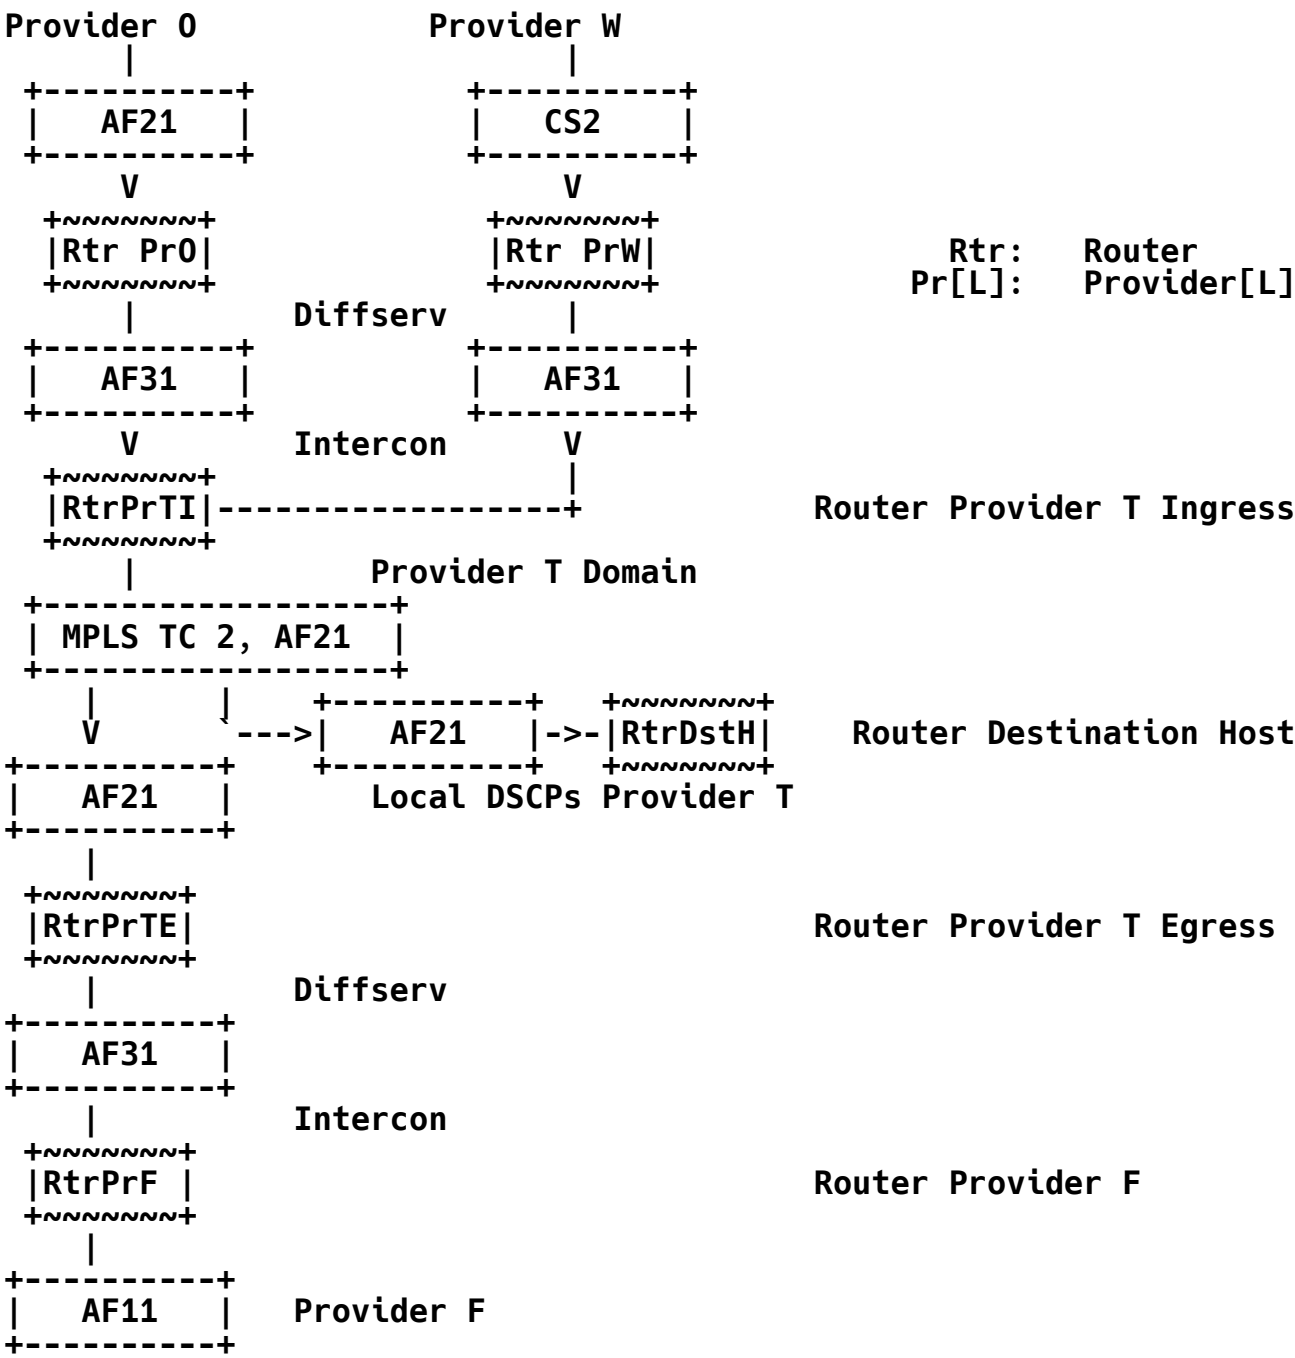 Provider O            Provider W
      |                      |
 +----------+           +----------+
 |   AF21   |           |   CS2    |
 +----------+           +----------+
      V                      V
  +~~~~~~~+              +~~~~~~~+
  |Rtr PrO|              |Rtr PrW|               Rtr:   Router
  +~~~~~~~+              +~~~~~~~+             Pr[L]:   Provider[L]
      |        Diffserv      |
 +----------+           +----------+
 |   AF31   |           |   AF31   |
 +----------+           +----------+
      V        Intercon      V
  +~~~~~~~+                  |
  |RtrPrTI|------------------+            Router Provider T Ingress
  +~~~~~~~+
      |            Provider T Domain
 +------------------+
 | MPLS TC 2, AF21  |
 +------------------+
    |      |    +----------+   +~~~~~~~+
    V      `--->|   AF21   |->-|RtrDstH|    Router Destination Host
+----------+    +----------+   +~~~~~~~+
|   AF21   |       Local DSCPs Provider T
+----------+
    |
 +~~~~~~~+
 |RtrPrTE|                                Router Provider T Egress
 +~~~~~~~+
    |          Diffserv
+----------+
|   AF31   |
+----------+
    |          Intercon
 +~~~~~~~+
 |RtrPrF |                                Router Provider F
 +~~~~~~~+
    |
+----------+
|   AF11   |   Provider F
+----------+